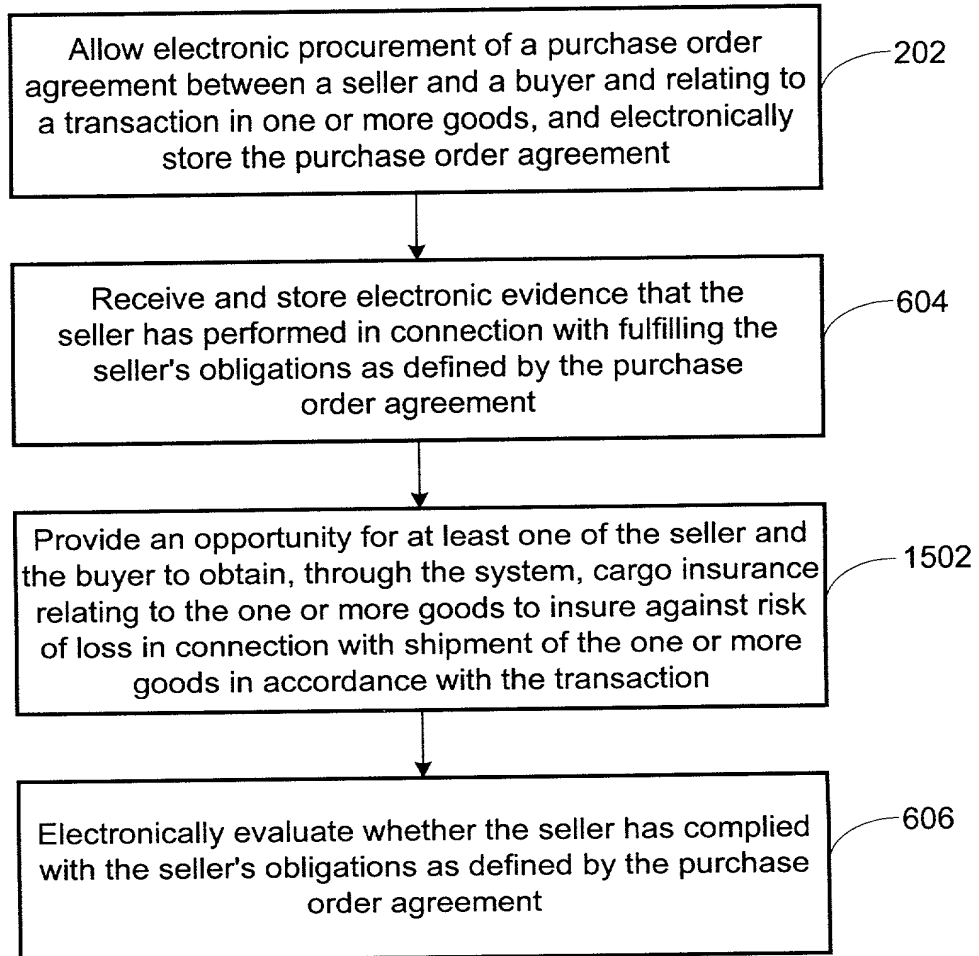 Allow electronic procurement of a purchase order
agreement between a seller and a buyer and relating to
a transaction in one or more goods, and electronically
store the purchase order agreement
202
Receive and store electronic evidence that the
seller has performed in connection with fulfilling the
seller's obligations as defined by the purchase
order agreement
604
Provide an opportunity for at least one of the seller and
the buyer to obtain, through the system, cargo insurance
relating to the one or more goods to insure against risk
of loss in connection with shipment of the one or more
goods in accordance with the transaction
1502
Electronically evaluate whether the seller has complied
with the seller's obligations as defined by the purchase
order agreement
606